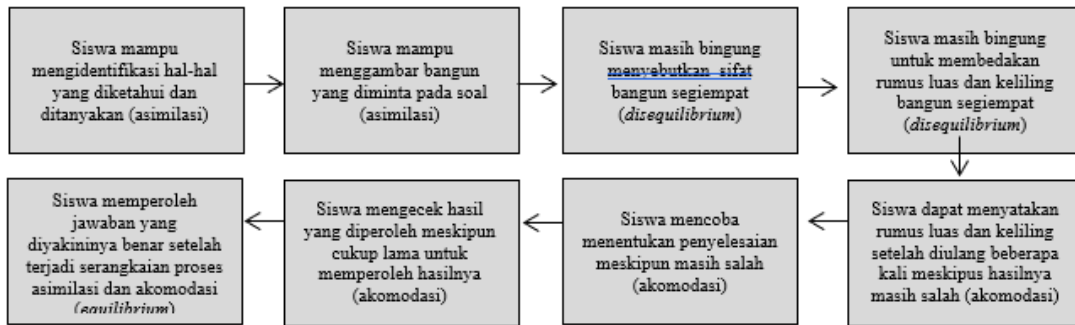 Siswa mampu
mengidentifikasi hal-hal
yang diketahui dan
ditanyakan (asimilasi)
Siswa mampu
menggambar bangun
yang diminta pada soal
(asimilasi)
Siswa masih bingung
menyebutkan sifat
bangun segiempat
(disequilibrium)
Siswa masih bingung
untuk membedakan
rumus luas dan keliling
bangun segiempat
(disequilibrium)
Siswa dapat menyatakan
rumus luas dan keliling
setelah diulang beberapa
kali meskipus hasilnya
masih salah (akomodasi)
Siswa mencoba
menentukan penyelesaian
meskipun masih salah
(akomodasi)
Siswa mengecek hasil
yang diperoleh meskipun
cukup lama untuk
memperoleh hasilnya
(akomodasi)
Siswa memperoleh
jawaban yang
diyakininya benar setelah
terjadi serangkaian proses
asimilasi dan akomodasi
(equilibrium)